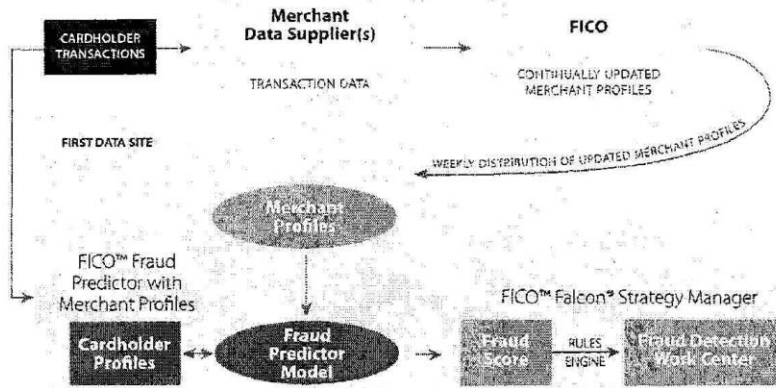 CARDHOLDER
TRANSACTIONS
Merchant
Data Supplier(s)
FICO
TRANSACTION DATA
CONTINUALLY UPDATED
MERCHANT PROFILES
FIRST DATA SITE
WEEKLY DISTRIBUTION OF UPDATED MERCHANT PROFILES
Merchant
Profiles
FICO™ Fraud
Predictor with
Merchant Profiles
FICO™ Falcon® Strategy Manager
Cardholder
Profiles
Fraud
Predictor
Model
Fraud
Score
RULES
ENGINE
Fraud Detection
Work Center